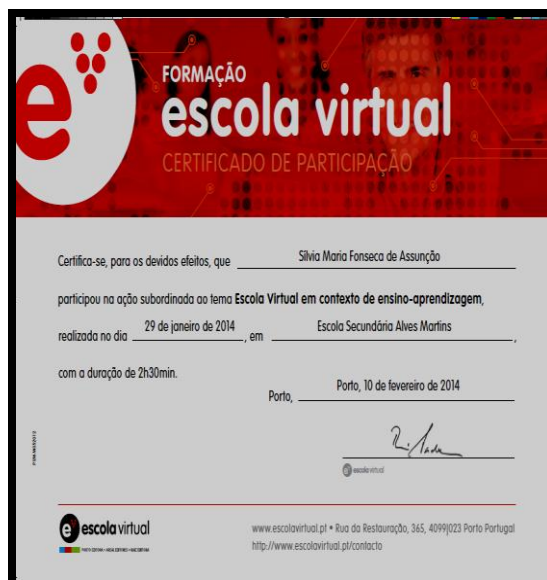 e
FORMAÇÃO
escola virtual
CERTIFICADO DE PARTICIPAÇÃO
Certifica-se, para os devidos efeitos, que Sílvia Maria Fonseca de Assunção
participou na ação subordinada ao tema Escola Virtual em contexto de ensino-aprendizagem,
realizada no dia 29 de janeiro de 2014, em Escola Secundária Alves Martins,
com a duração de 2h30min.
Porto, Porto, 10 de fevereiro de 2014
escola virtual
e escola virtual
www.escolavirtual.pt • Rua da Restauração, 365, 4099|023 Porto Portugal
http://www.escolavirtual.pt/contacto